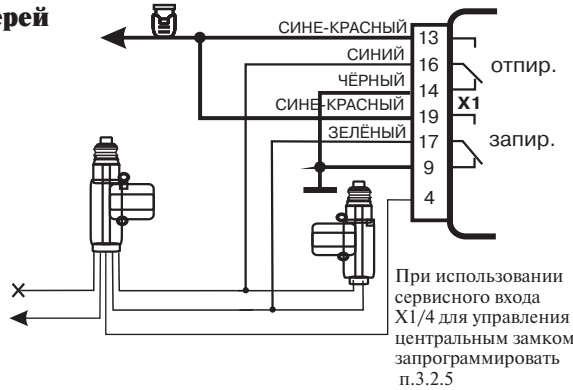 ерей
СИНЕ-КРАСНЫЙ 13
СИНИЙ 16 отпир.
ЧЁРНЫЙ 14
СИНЕ-КРАСНЫЙ 19 X1
ЗЕЛЁНЫЙ 17 запир.
9
4
При использовании
сервисного входа
X1/4 для управления
центральным замком
запрограммировать
п.3.2.5